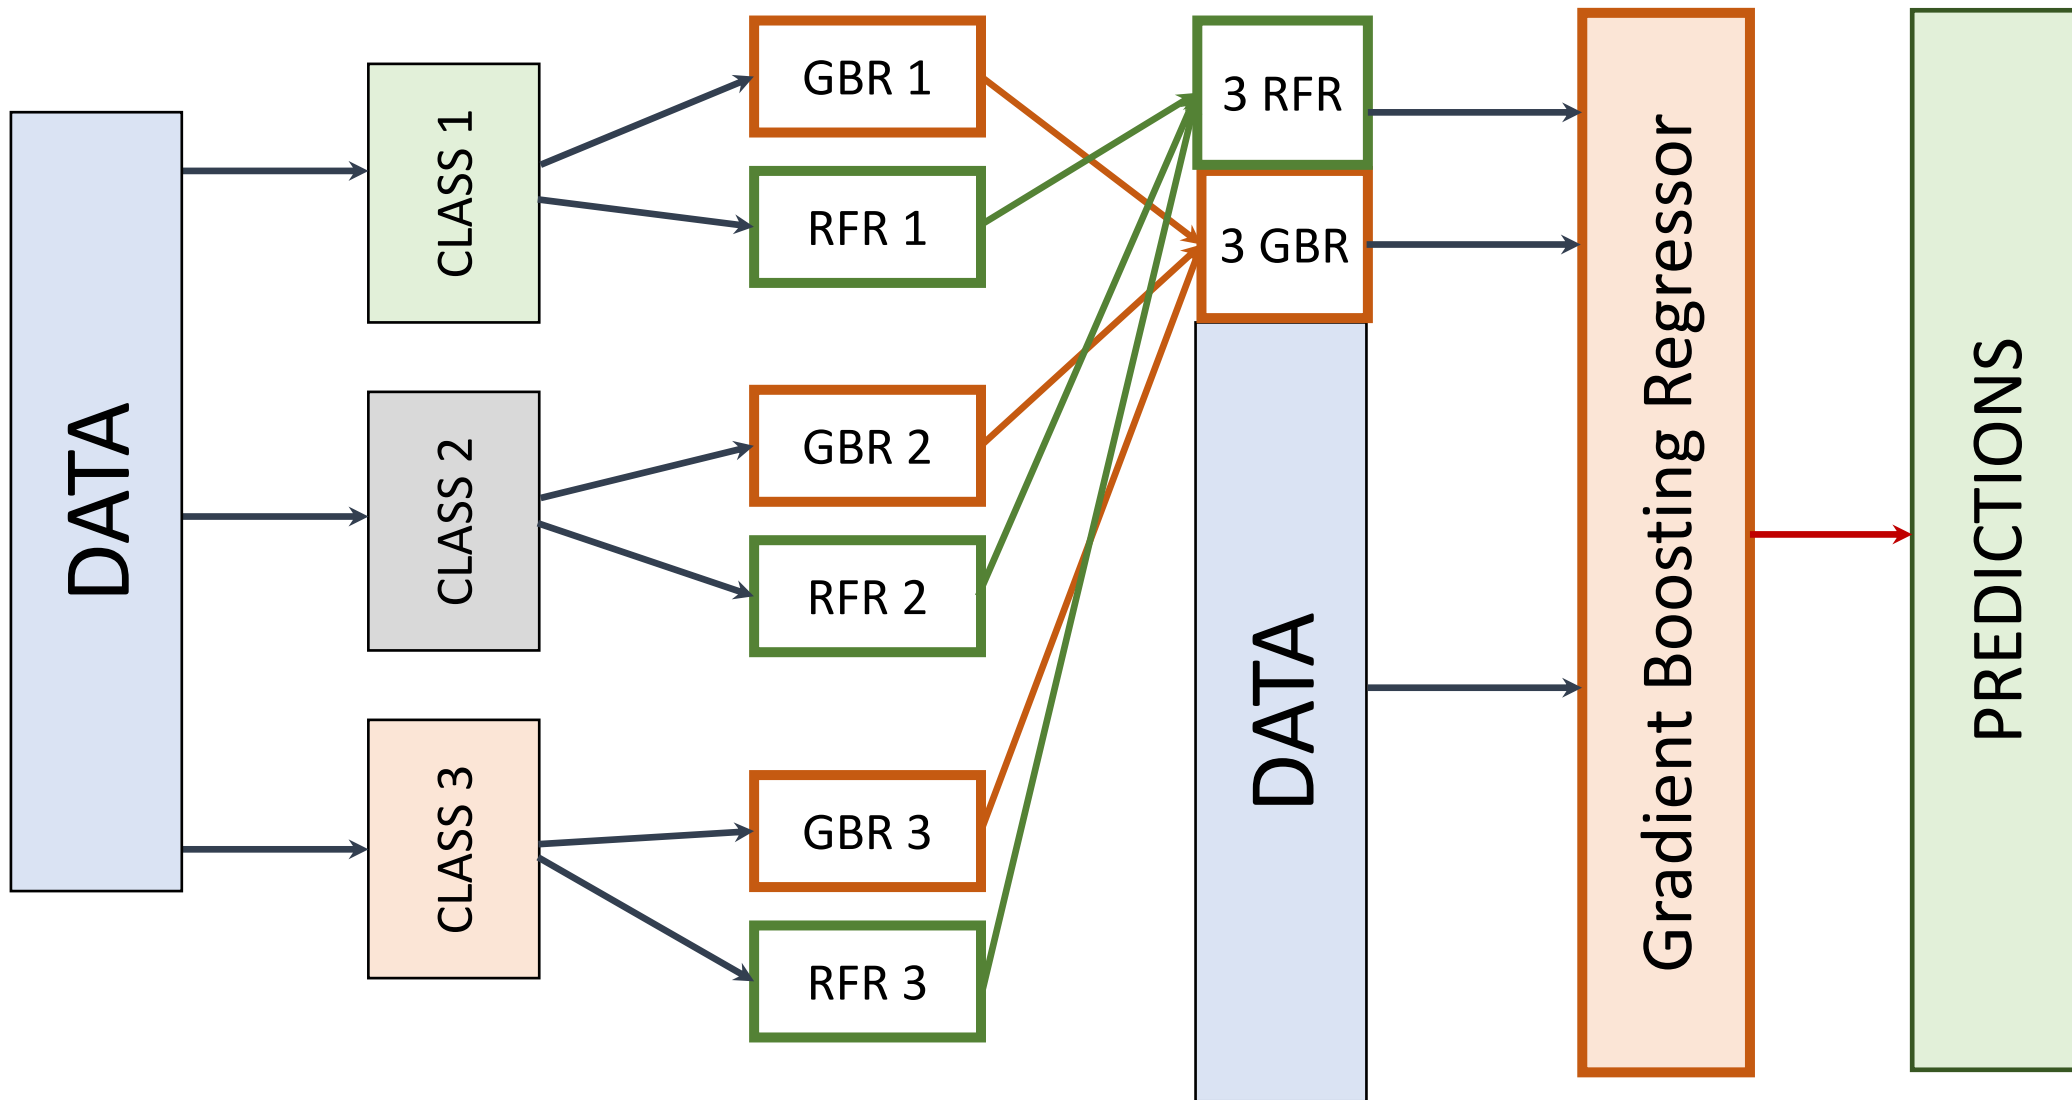 DATA
CLASS 1
CLASS 2
CLASS 3
GBR 1
RFR 1
GBR 2
RFR 2
GBR 3
RFR 3
3 RFR
3 GBR
DATA
Gradient Boosting Regressor
PREDICTIONS